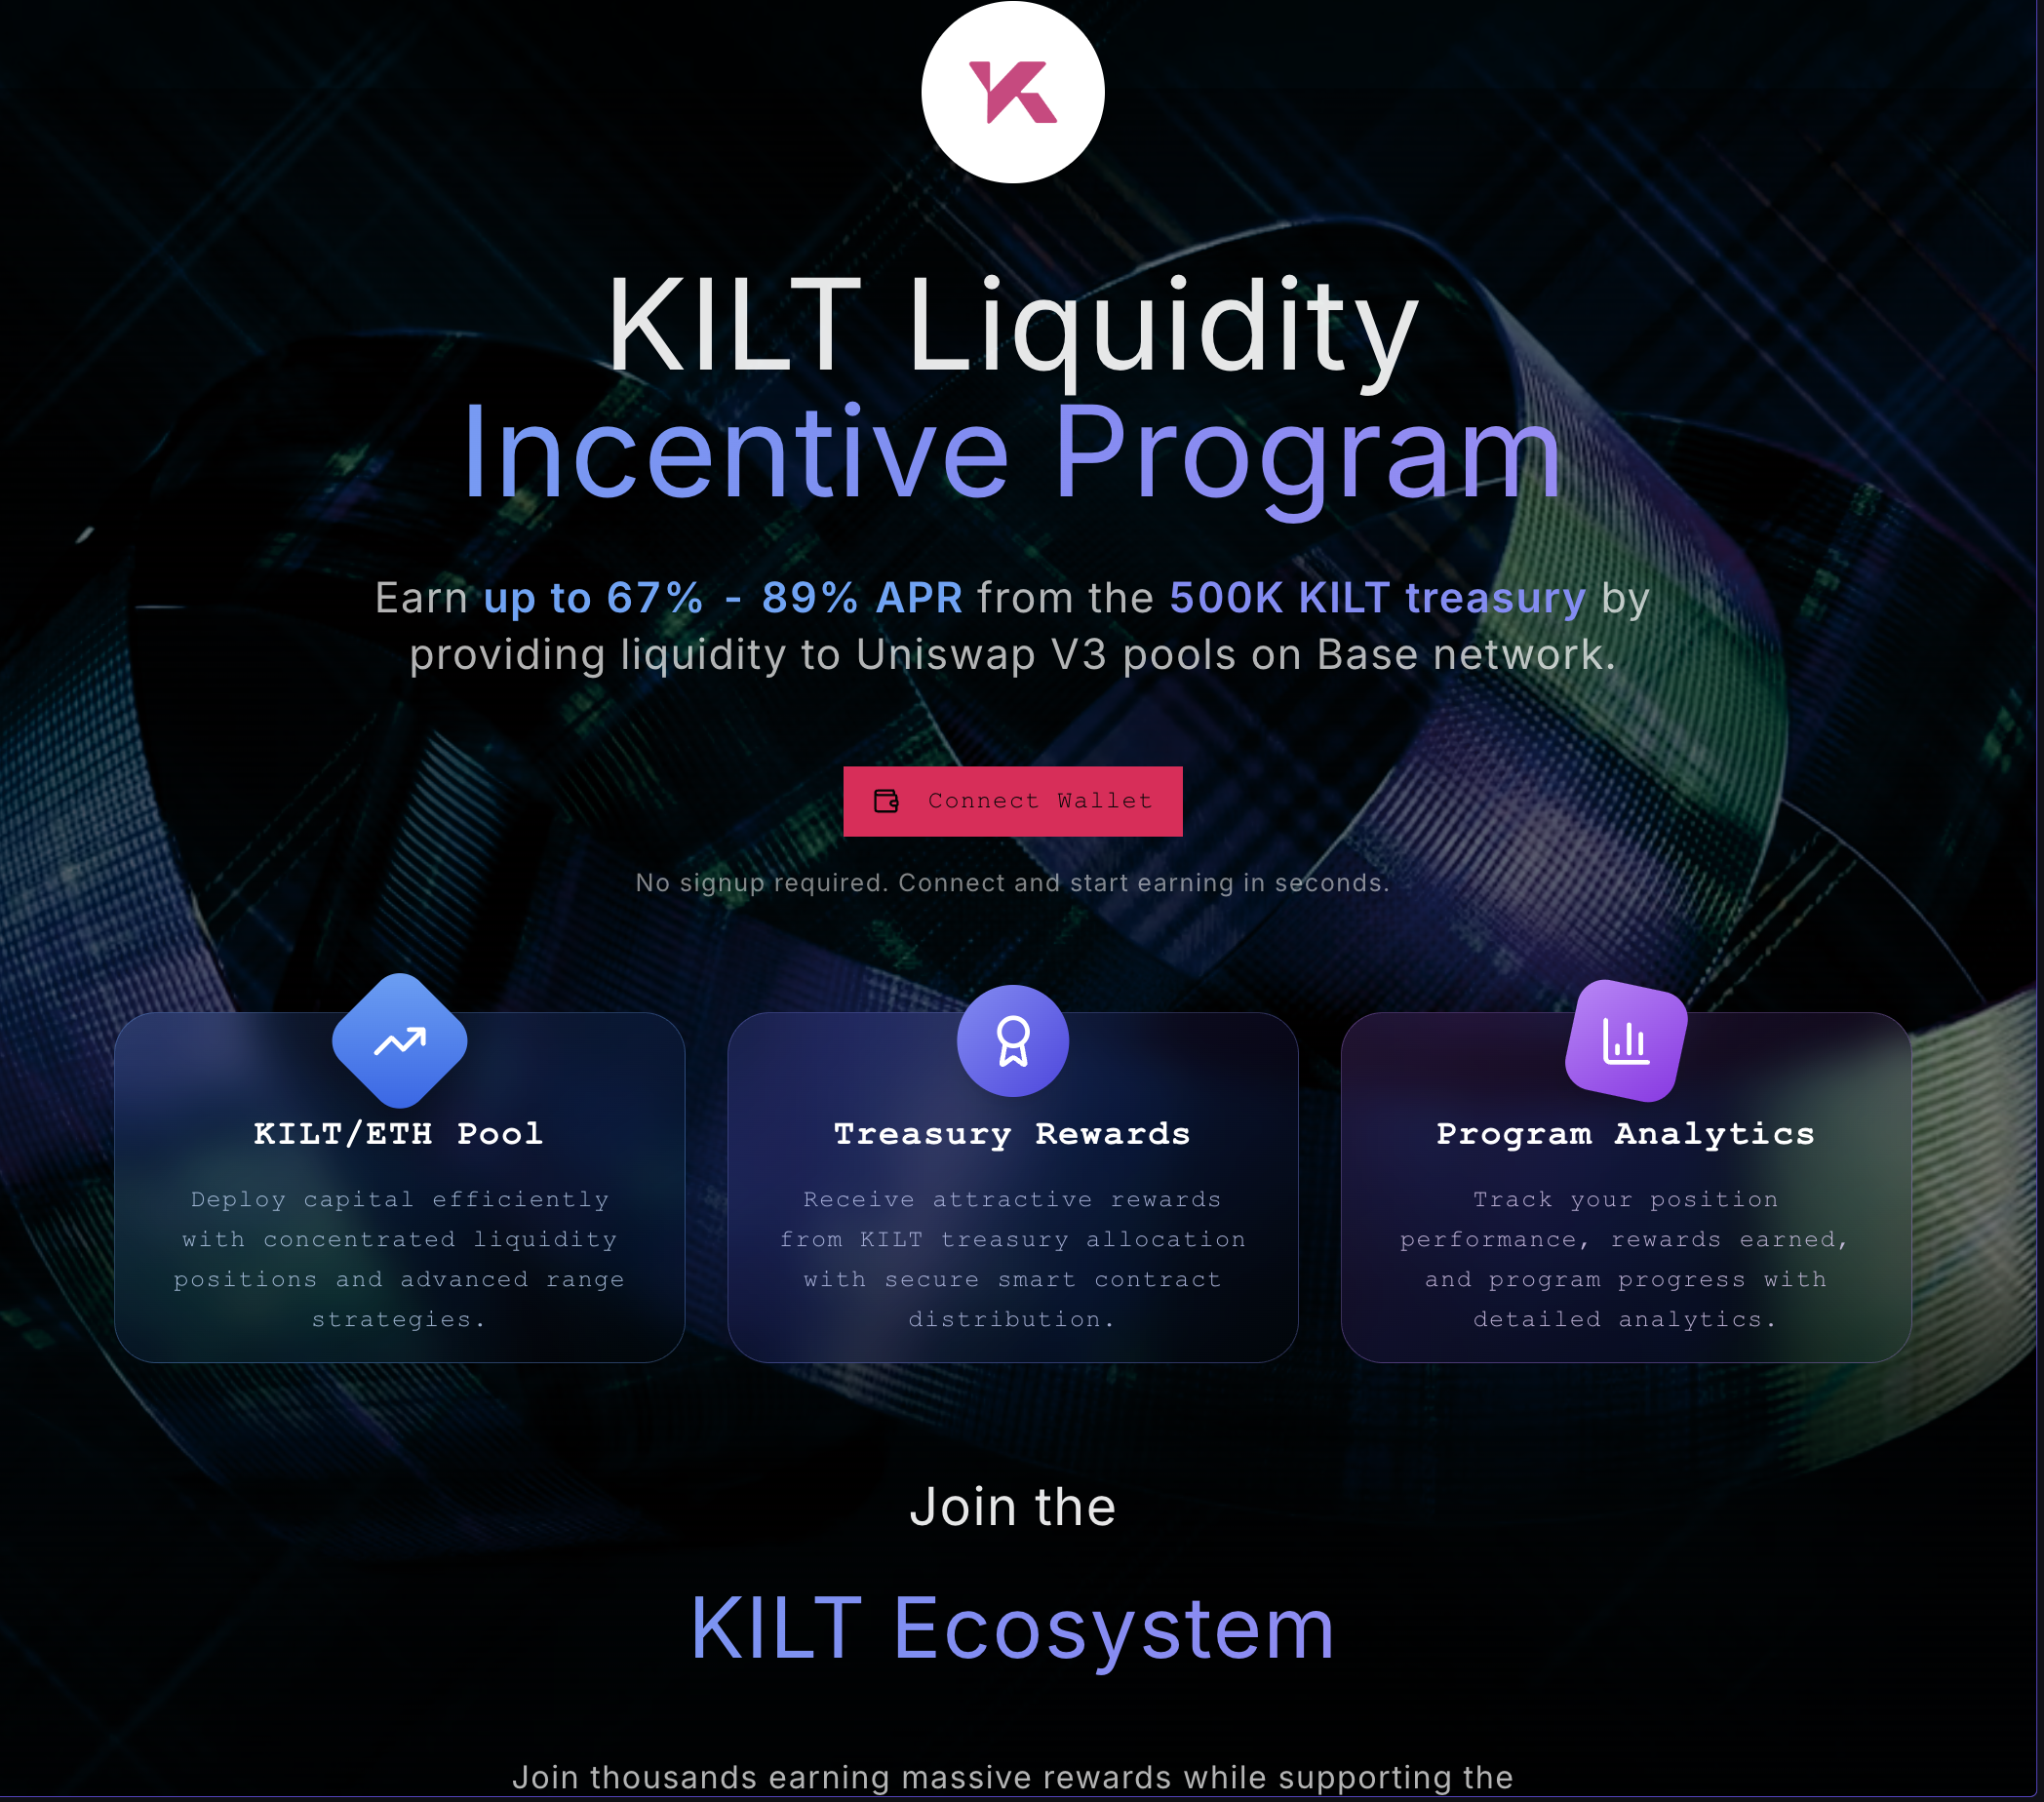 KILT Liquidity
Incentive Program
Earn up to 67% - 89% APR from the 500K KILT treasury by
providing liquidity to Uniswap V3 pools on Base network.
Connect Wallet
No signup required. Connect and start earning in seconds.
KILT/ETH Pool
Deploy capital efficiently
with concentrated liquidity
positions and advanced range
strategies.
Treasury Rewards
Receive attractive rewards
from KILT treasury allocation
with secure smart contract
distribution.
Program Analytics
Track your position
performance, rewards earned,
and program progress with
detailed analytics.
Join the
KILT Ecosystem
Join thousands earning massive rewards while supporting the